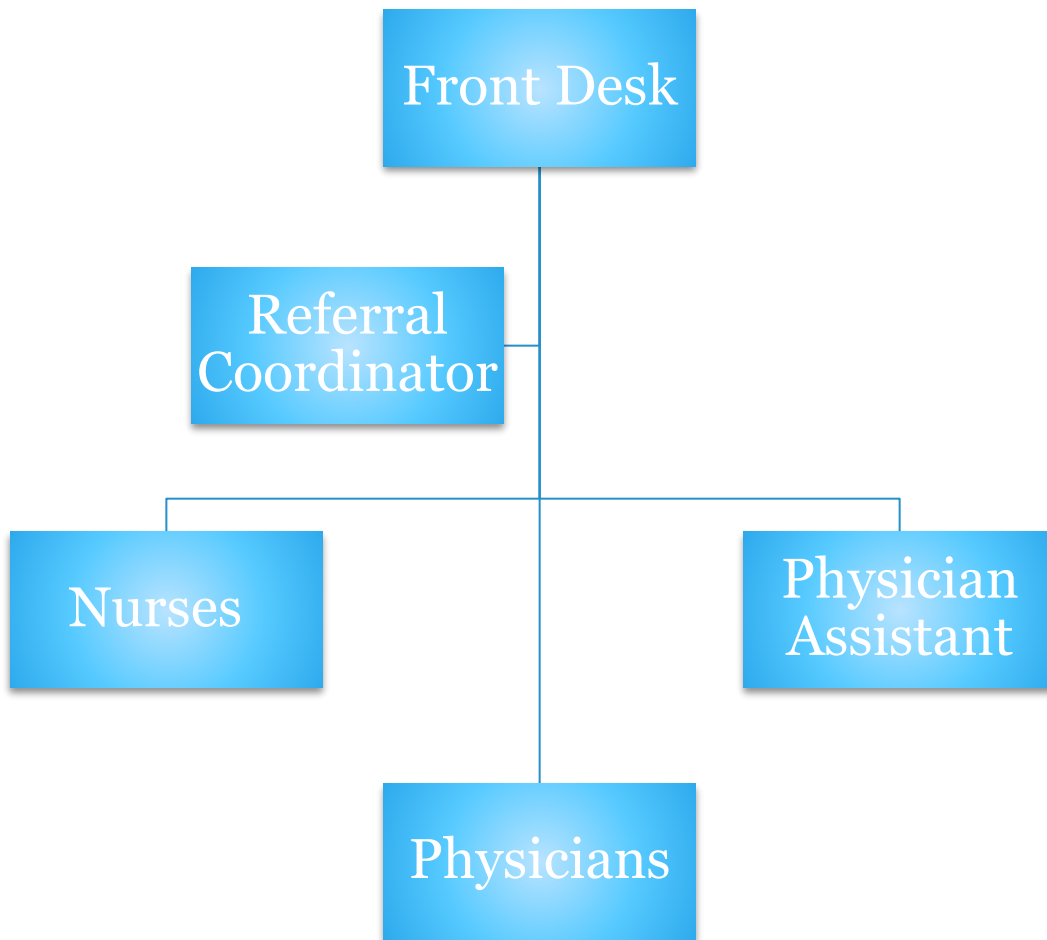 Front Desk
Referral
Coordinator
Nurses
Physician
Assistant
Physicians